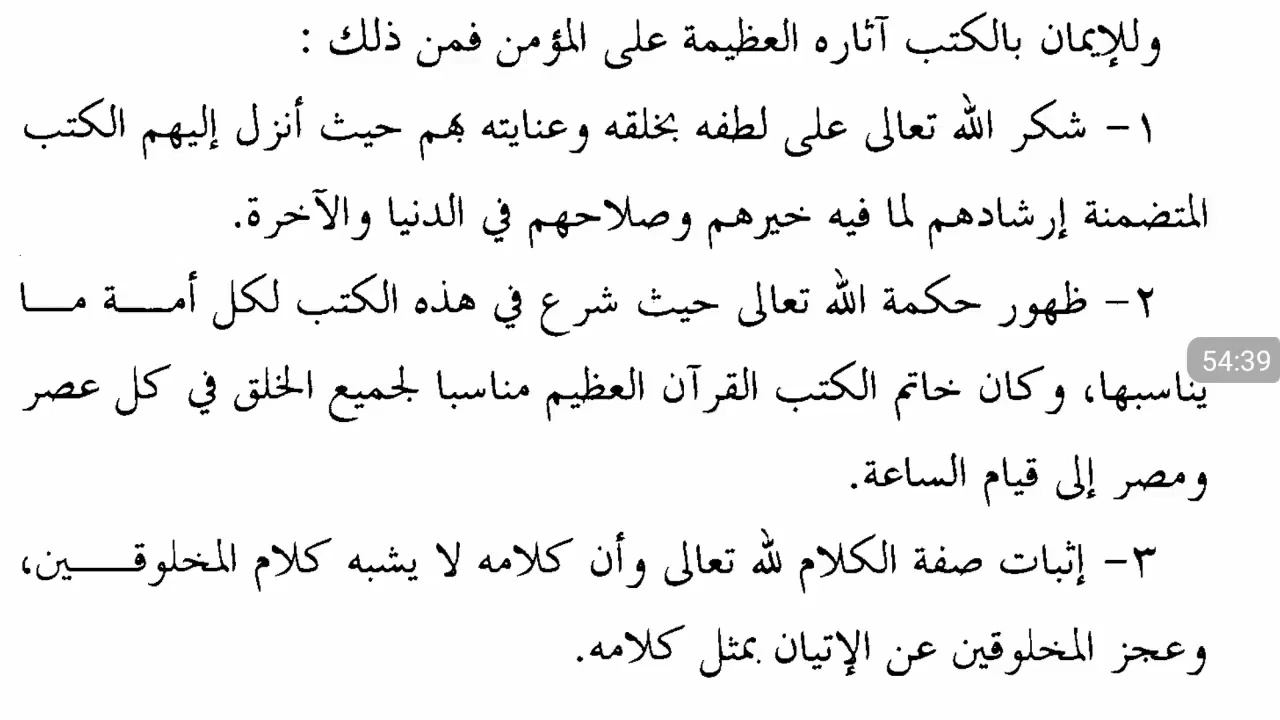 وللإيمان بالكتب آثاره العظيمة على المؤمن فمن ذلك :
١- شكر الله تعالى على لطفه بخلقه وعنايته بهم حيث أنزل إليهم الكتب
المتضمنة إرشادهم لما فيه خيرهم وصلاحهم في الدنيا والآخرة.
٢- ظهور حكمة الله تعالى حيث شرع في هذه الكتب لكل أمـــة مـــا
54:39
يناسبها، وكان خاتم الكتب القرآن العظيم مناسبا لجميع الخلق في كل عصر
ومصر إلى قيام الساعة.
٣- إثبات صفة الكلام لله تعالى وأن كلامه لا يشبه كلام المخلوقـــــين،
وعجز المخلوقين عن الإتيان بمثل كلامه.